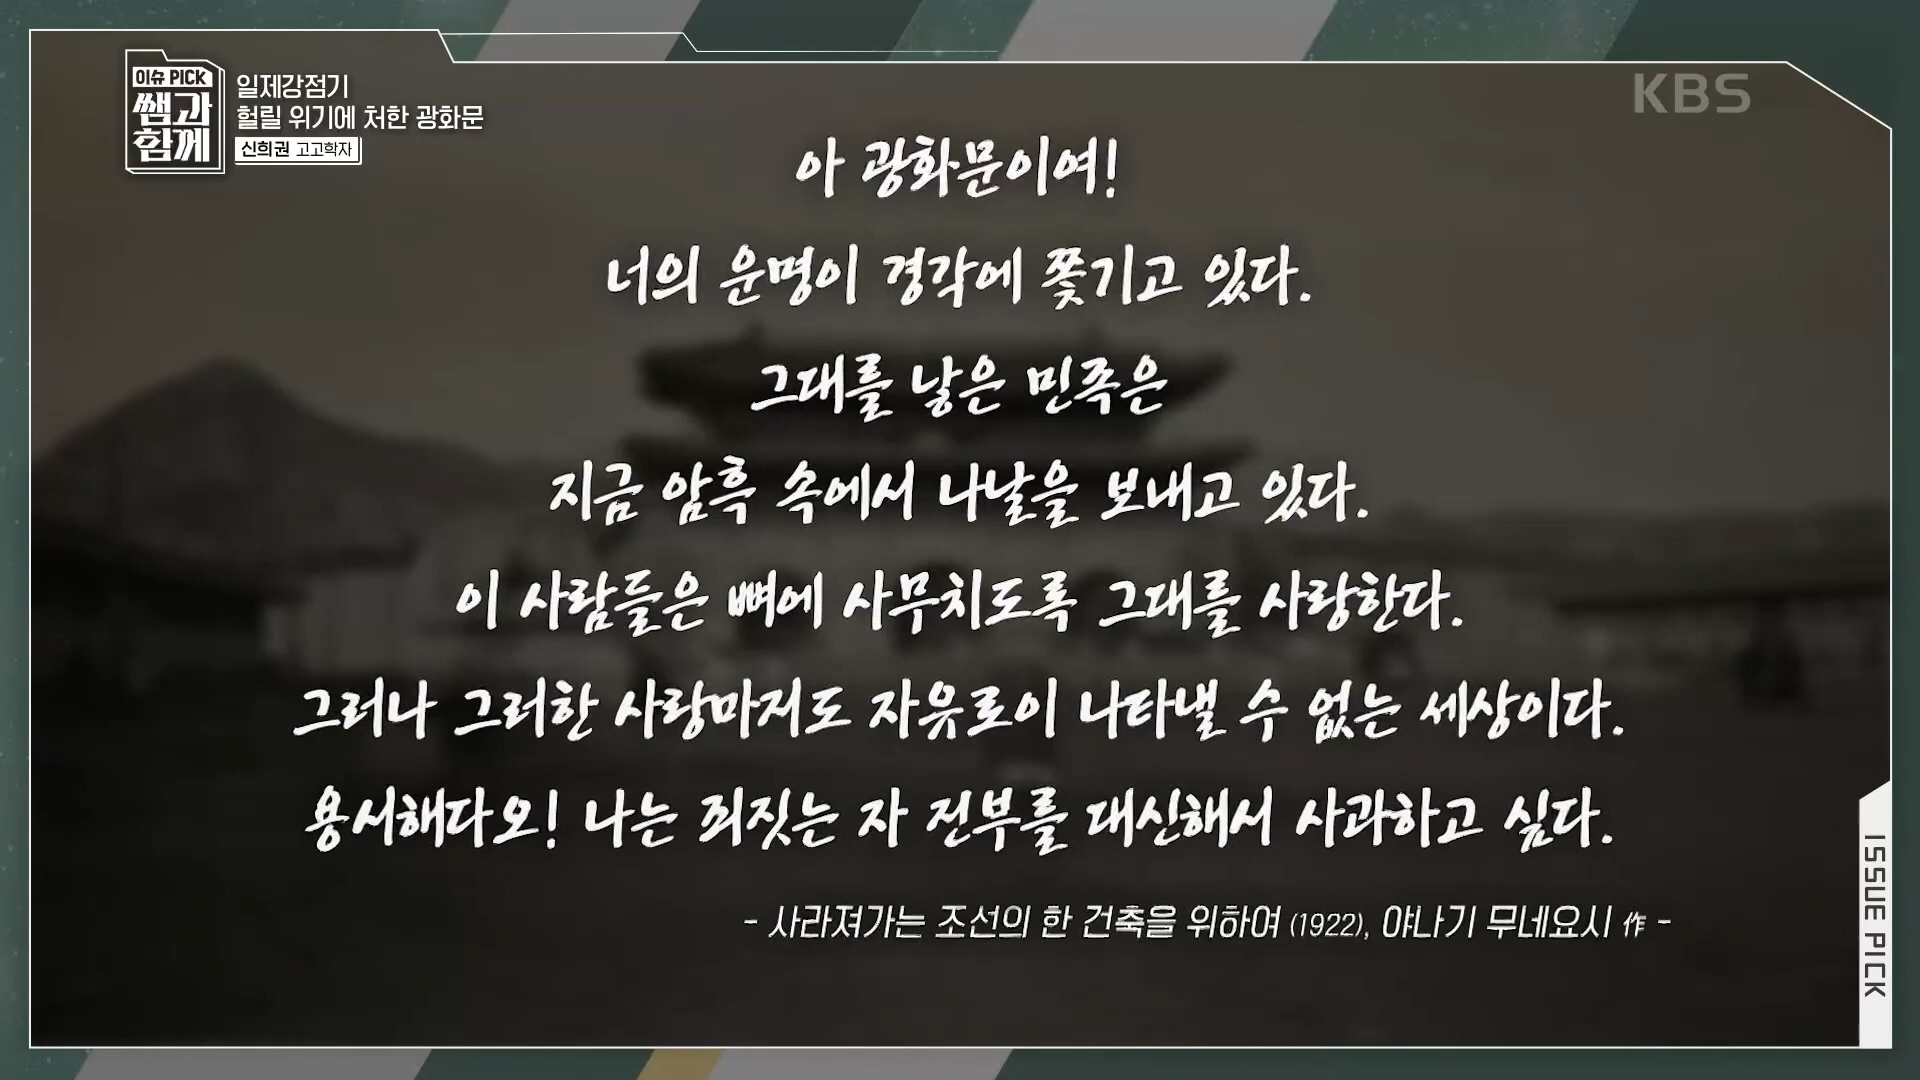 이슈 PICK
쌤과
함께
일제강점기
헐릴 위기에 처한 광화문
신희권 고고학자
KBS
아 광화문이여!
너의 운명이 경각에 쫓기고 있다.
그대를 낳은 민족은
지금 암흑 속에서 나날을 보내고 있다.
이 사람들은 뼈에 사무치도록 그대를 사랑한다.
그러나 그러한 사랑마저도 자유로이 나타낼 수 없는 세상이다.
용서해다오! 나는 죄짓는 자 전부를 대신해서 사과하고 싶다.
- 사라져가는 조선의 한 건축을 위하여 (1922), 야나기 무네요시 作 -
ISSUE PICK